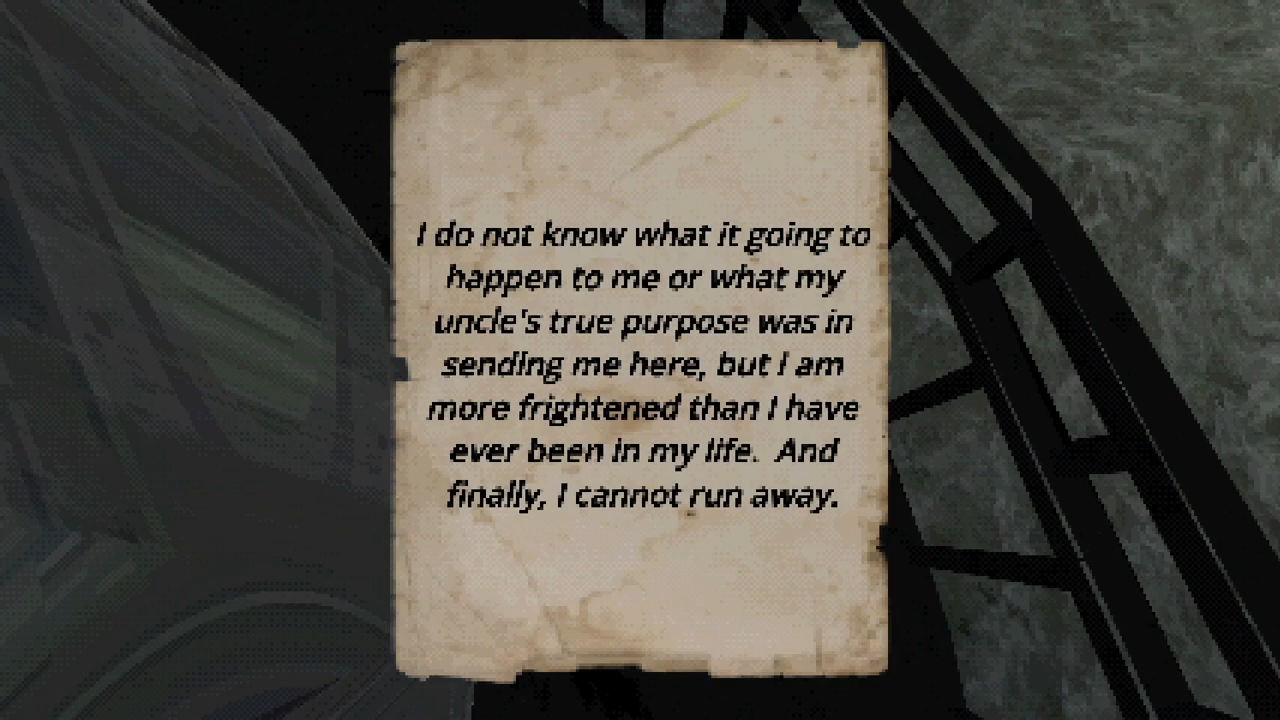 I do not know what it going to
happen to me or what my
uncle's true purpose was in
sending me here, but I am
more frightened than I have
ever been in my life.  And
finally, I cannot run away.